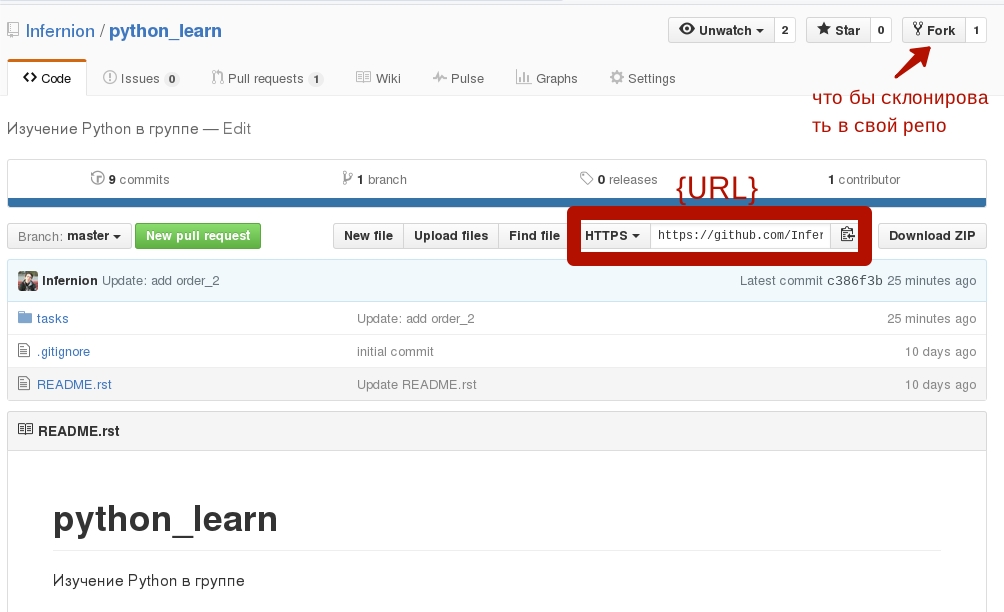 Infernion / python_learn
Unwatch 2 Star 0 Fork 1
Code Issues 0 Pull requests 1 Wiki Pulse Graphs Settings
что бы склонирова
ть в свой репо
Изучение Python в группе — Edit
9 commits 1 branch 0 releases 1 contributor
{URL}
Branch: master New pull request New file Upload files Find file HTTPS https://github.com/Infer Download ZIP
Infernion Update: add order_2 Latest commit c386f3b 25 minutes ago
tasks Update: add order_2 25 minutes ago
.gitignore initial commit 10 days ago
README.rst Update README.rst 10 days ago
README.rst
python_learn
Изучение Python в группе